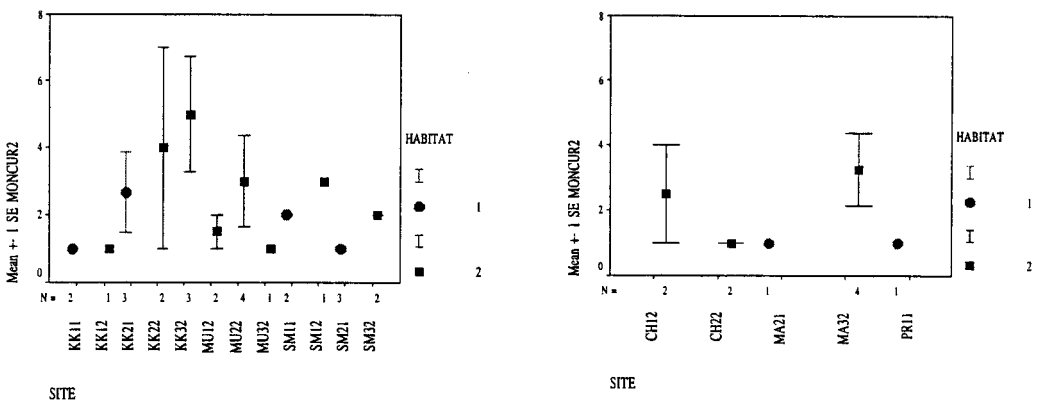 8
6
4
2
0
Mean +- 1 SE MONCUR2
N = 2 1 3 2 3 2 4 1 2 1 3 2
KK11 KK12 KK21 KK22 KK32 MU12 MU22 MU32 SM11 SM12 SM21 SM32
SITE
HABITAT
1
2
8
6
4
2
0
Mean +- 1 SE MONCUR2
N = 2 2 1 4 1
CH12 CH22 MA21 MA32 PR11
SITE
HABITAT
1
2